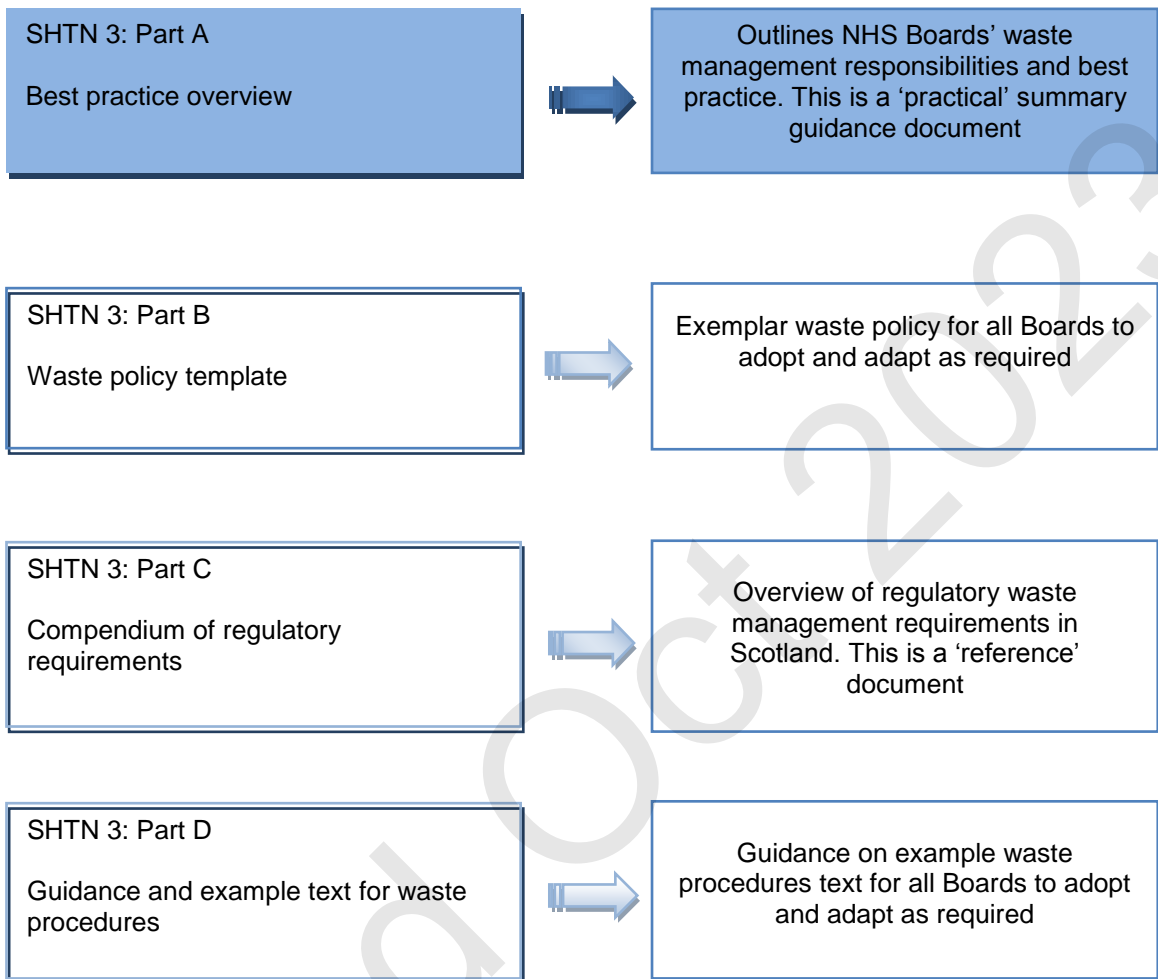 SHTN 3: Part A
Best practice overview
Outlines NHS Boards’ waste
management responsibilities and best
practice. This is a ‘practical’ summary
guidance document
SHTN 3: Part B
Waste policy template
Exemplar waste policy for all Boards to
adopt and adapt as required
SHTN 3: Part C
Compendium of regulatory
requirements
Overview of regulatory waste
management requirements in
Scotland. This is a ‘reference’
document
SHTN 3: Part D
Guidance and example text for waste
procedures
Guidance on example waste
procedures text for all Boards to adopt
and adapt as required
d Oct 2023